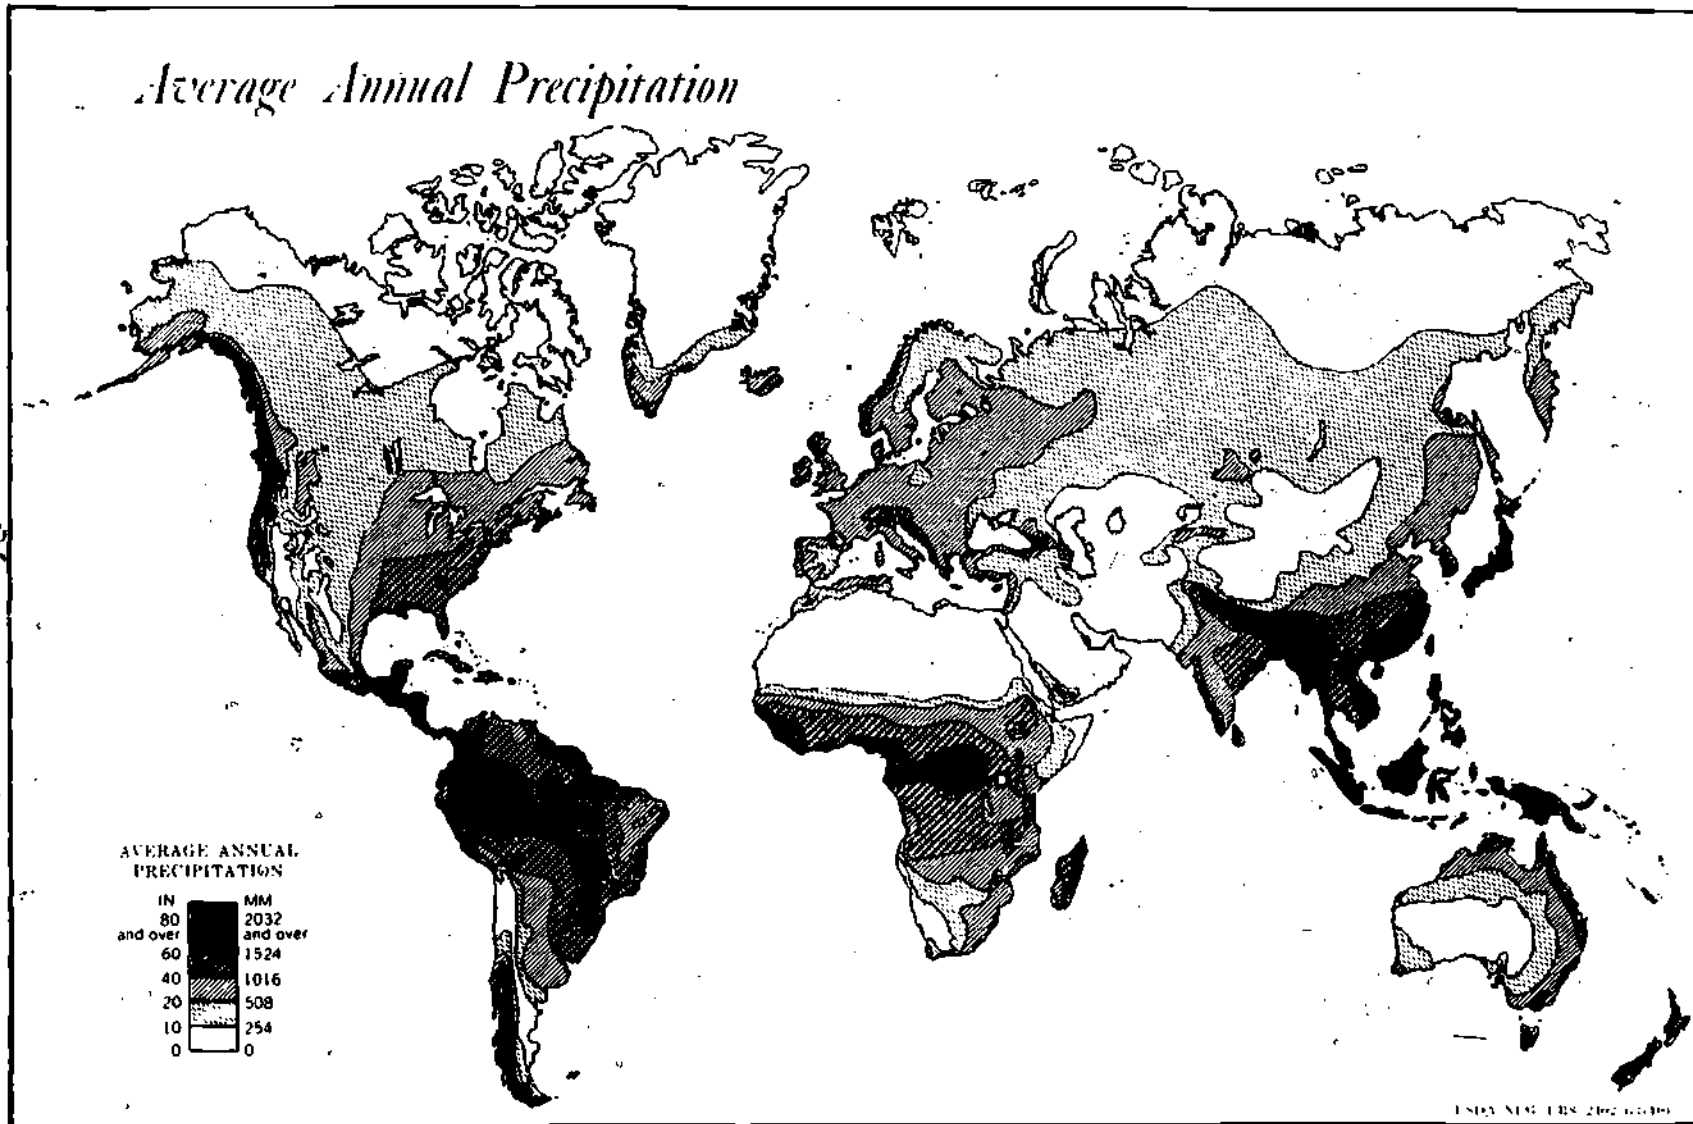 Average Annual Precipitation
AVERAGE ANNUAL
PRECIPITATION
IN MM
80 2032
and over and over
60 1524
40 1016
20 508
10 254
0 0